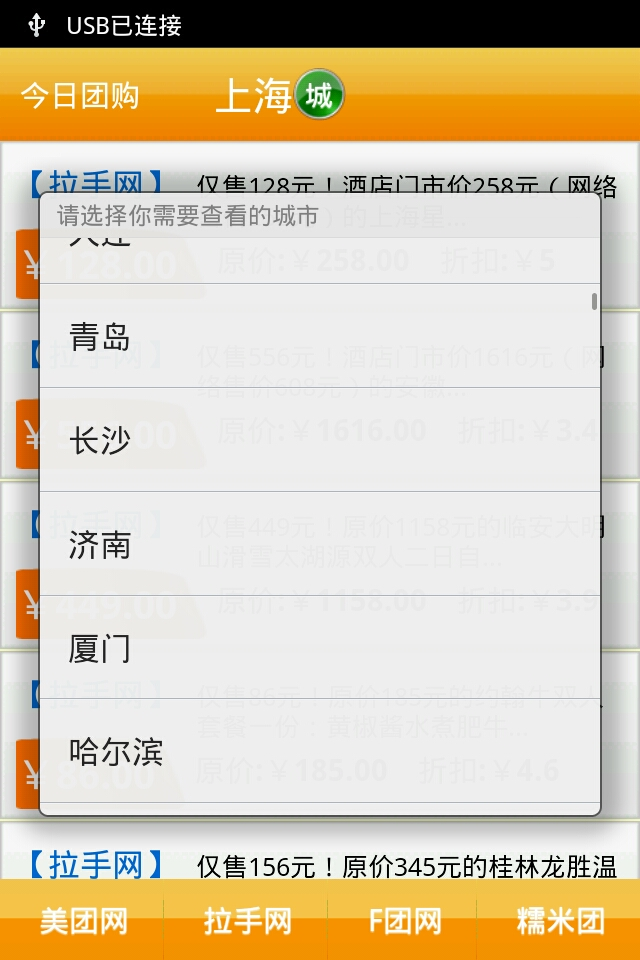 USB已连接
今日团购
上海
城
【拉手网】
仅售128元！酒店门市价258元（网络
请选择你需要查看的城市
）的上海星...
大连
¥128.00
原价:¥258.00 折扣:¥5
青岛
【拉手网】
仅售556元！酒店门市价1616元（网
络售价608元）的安徽...
原价:¥1616.00 折扣:¥3.4
长沙
【拉手网】
仅售449元！原价1158元的临安大明
山滑雪大湖源双人二日自...
济南
¥449.00
原价:¥1158.00 折扣:¥3.9
厦门
【拉手网】
仅售86元！原价185元的约翰牛双人
套餐一份：黄椒酱水煮肥牛...
哈尔滨
¥86.00
原价:¥185.00 折扣:¥4.6
【拉手网】
仅售156元！原价345元的桂林龙胜温
美团网
拉手网
F团网
糯米团